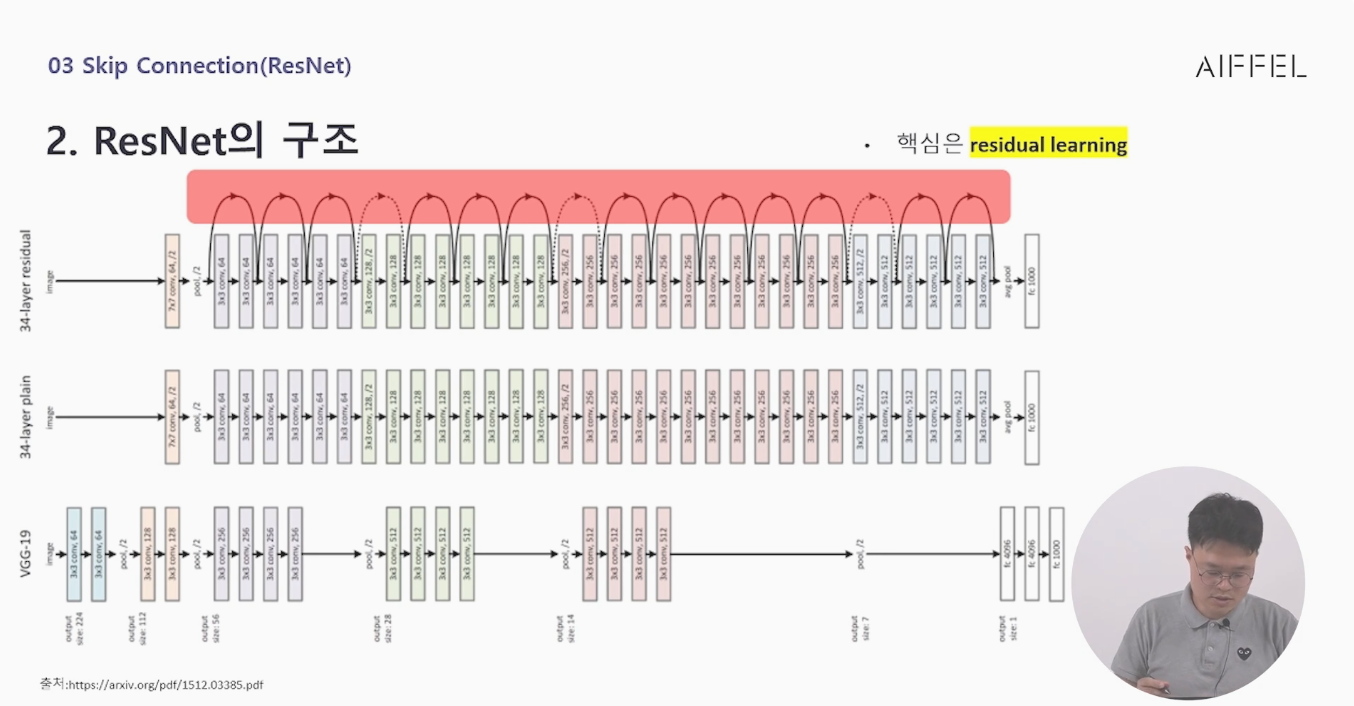 03 Skip Connection(ResNet)
AIFFEL
2. ResNet의 구조
• 핵심은 residual learning
34-layer residual
image
7x7 conv, 64, /2
pool, /2
3x3 conv, 64
3x3 conv, 64
3x3 conv, 64
3x3 conv, 64
3x3 conv, 64
3x3 conv, 64
3x3 conv, 128, /2
3x3 conv, 128
3x3 conv, 128
3x3 conv, 128
3x3 conv, 128
3x3 conv, 128
3x3 conv, 128
3x3 conv, 128
3x3 conv, 256, /2
3x3 conv, 256
3x3 conv, 256
3x3 conv, 256
3x3 conv, 256
3x3 conv, 256
3x3 conv, 256
3x3 conv, 256
3x3 conv, 256
3x3 conv, 256
3x3 conv, 256
3x3 conv, 256
3x3 conv, 512, /2
3x3 conv, 512
3x3 conv, 512
3x3 conv, 512
3x3 conv, 512
3x3 conv, 512
avg pool
fc 1000
34-layer plain
image
7x7 conv, 64, /2
pool, /2
3x3 conv, 64
3x3 conv, 64
3x3 conv, 64
3x3 conv, 64
3x3 conv, 64
3x3 conv, 64
3x3 conv, 128, /2
3x3 conv, 128
3x3 conv, 128
3x3 conv, 128
3x3 conv, 128
3x3 conv, 128
3x3 conv, 128
3x3 conv, 128
3x3 conv, 256, /2
3x3 conv, 256
3x3 conv, 256
3x3 conv, 256
3x3 conv, 256
3x3 conv, 256
3x3 conv, 256
3x3 conv, 256
3x3 conv, 256
3x3 conv, 256
3x3 conv, 256
3x3 conv, 256
3x3 conv, 512, /2
3x3 conv, 512
3x3 conv, 512
3x3 conv, 512
3x3 conv, 512
3x3 conv, 512
avg pool
fc 1000
VGG-19
image
3x3 conv, 64
3x3 conv, 64
pool, /2
3x3 conv, 128
3x3 conv, 128
pool, /2
3x3 conv, 256
3x3 conv, 256
3x3 conv, 256
3x3 conv, 256
pool, /2
3x3 conv, 512
3x3 conv, 512
3x3 conv, 512
3x3 conv, 512
pool, /2
3x3 conv, 512
3x3 conv, 512
3x3 conv, 512
3x3 conv, 512
pool, /2
fc 4096
fc 4096
fc 1000
output
size: 224
output
size: 112
output
size: 56
output
size: 28
output
size: 14
output
size: 7
output
size: 1
출처:https://arxiv.org/pdf/1512.03385.pdf